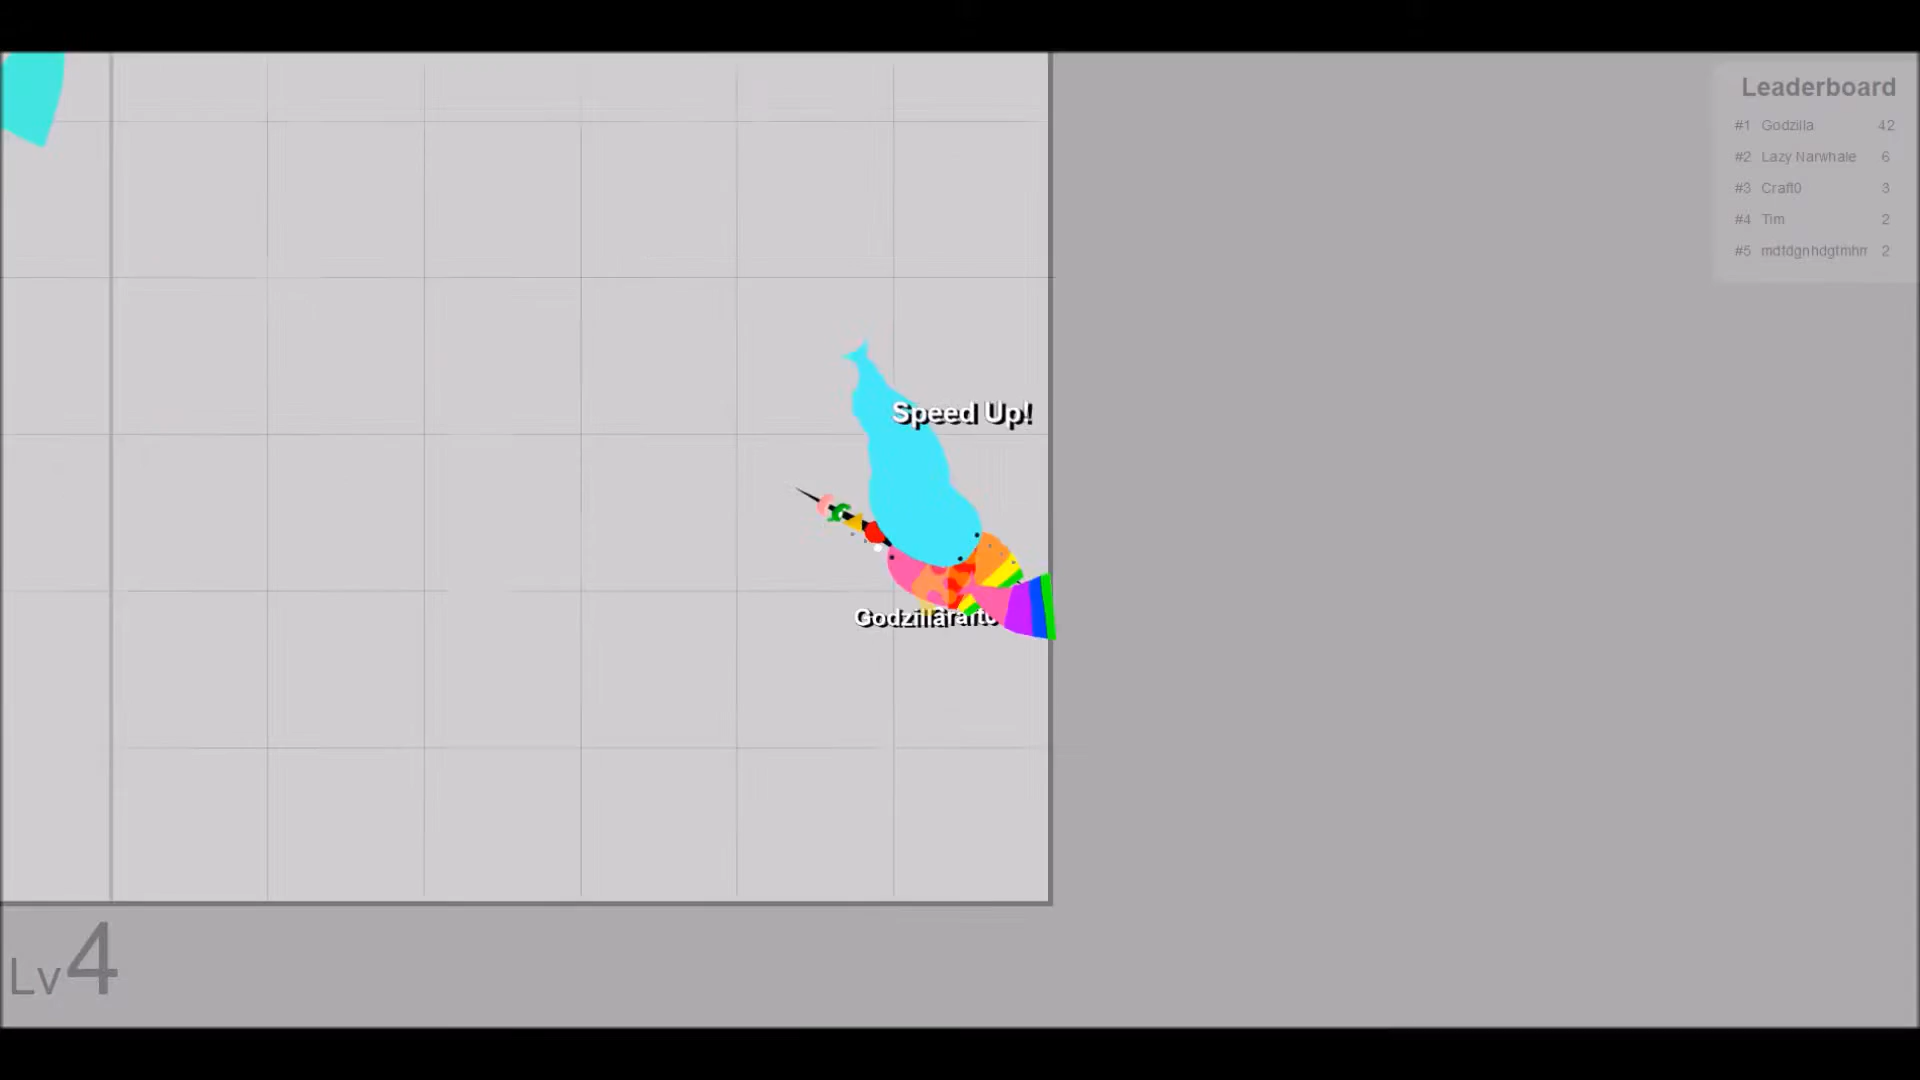 Leaderboard
#1 Godzilla 42
#2 Lazy Narwhale 6
#3 Craft0 3
#4 Tim 2
#5 2
Speed Up!
Godzilla
Lv4